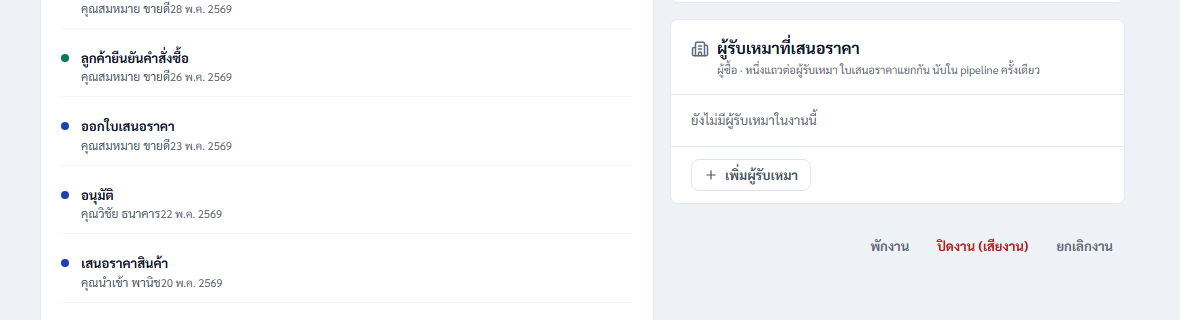 คุณสมหมาย ขายดี28 พ.ค. 2569
ลูกค้ายืนยันคำสั่งซื้อ
คุณสมหมาย ขายดี26 พ.ค. 2569
ออกใบเสนอราคา
คุณสมหมาย ขายดี23 พ.ค. 2569
อนุมัติ
คุณวิชัย ธนาคาร22 พ.ค. 2569
เสนอราคาสินค้า
คุณนำเข้า พานิช20 พ.ค. 2569
ผู้รับเหมาที่เสนอราคา
ผู้ซื้อ · หนึ่งแถวต่อผู้รับเหมา ใบเสนอราคาแยกกัน นับใน pipeline ครั้งเดียว
ยังไม่มีผู้รับเหมาในงานนี้
+ เพิ่มผู้รับเหมา
พักงาน
ปิดงาน (เสียงาน)
ยกเลิกงาน